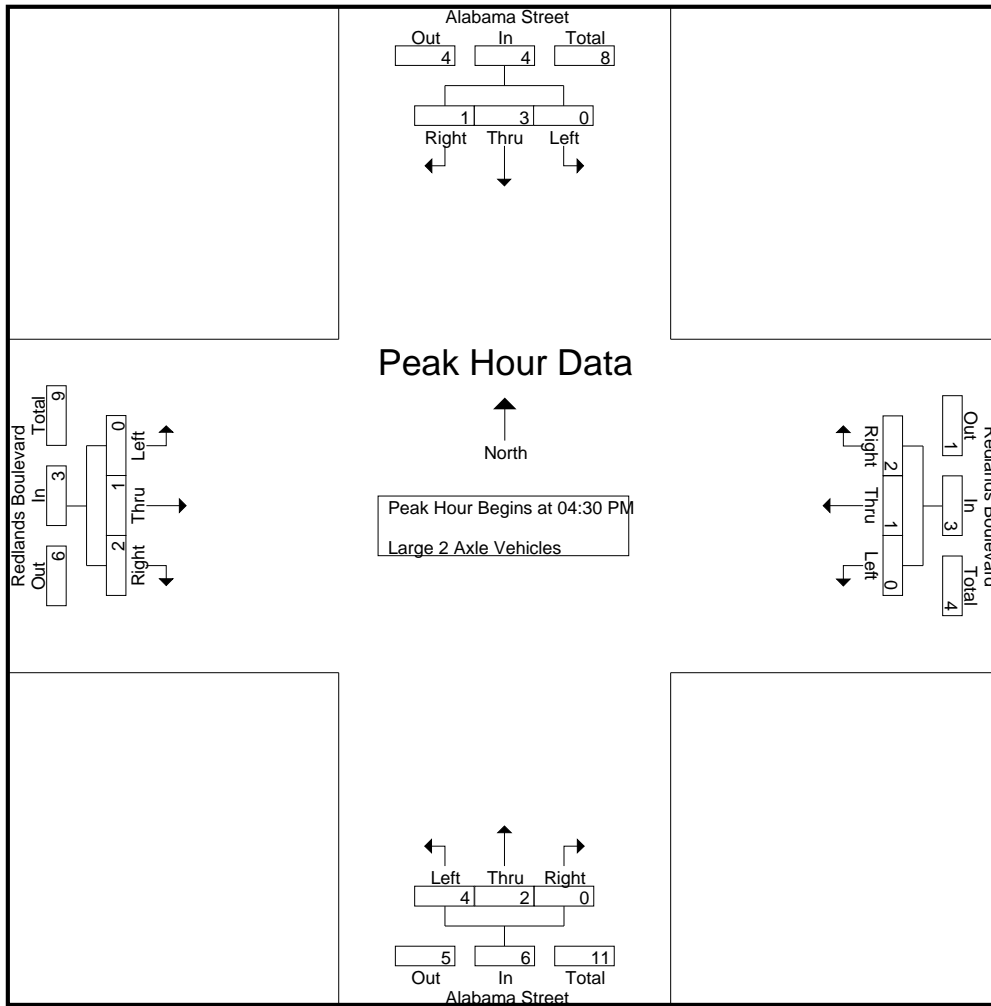 Alabama Street
Out In Total
4 4 8
1 3 0
Right Thru Left
Peak Hour Data
North
Peak Hour Begins at 04:30 PM
Large 2 Axle Vehicles
Redlands Boulevard
Out In Total
6 3 9
2 1 0
Right Thru Left
Redlands Boulevard
Out In Total
1 3 4
2 1 0
Right Thru Left
Left Thru Right
4 2 0
5 6 11
Out In Total
Alabama Street